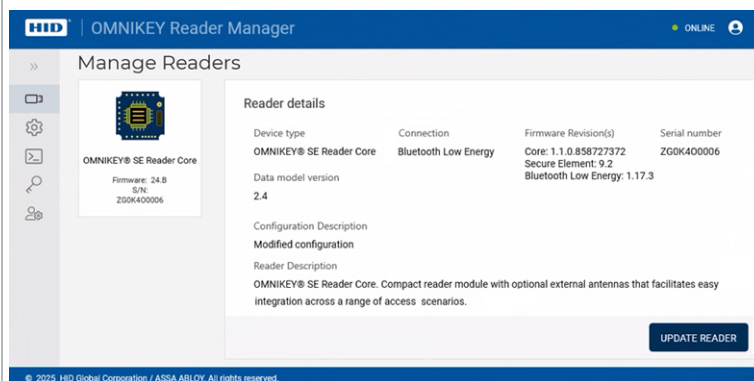 HID® | OMNIKEY Reader Manager
ONLINE
Manage Readers
OMNIKEY® SE Reader Core
Firmware: 24.B
S/N:
ZG0K400006
Reader details
Device type
OMNIKEY® SE Reader Core
Connection
Bluetooth Low Energy
Firmware Revision(s)
Core: 1.1.0.858727372
Secure Element: 9.2
Bluetooth Low Energy: 1.17.3
Serial number
ZG0K400006
Data model version
2.4
Configuration Description
Modified configuration
Reader Description
OMNIKEY® SE Reader Core. Compact reader module with optional external antennas that facilitates easy
integration across a range of access scenarios.
UPDATE READER
© 2025 HID Global Corporation / ASSA ABLOY. All rights reserved.